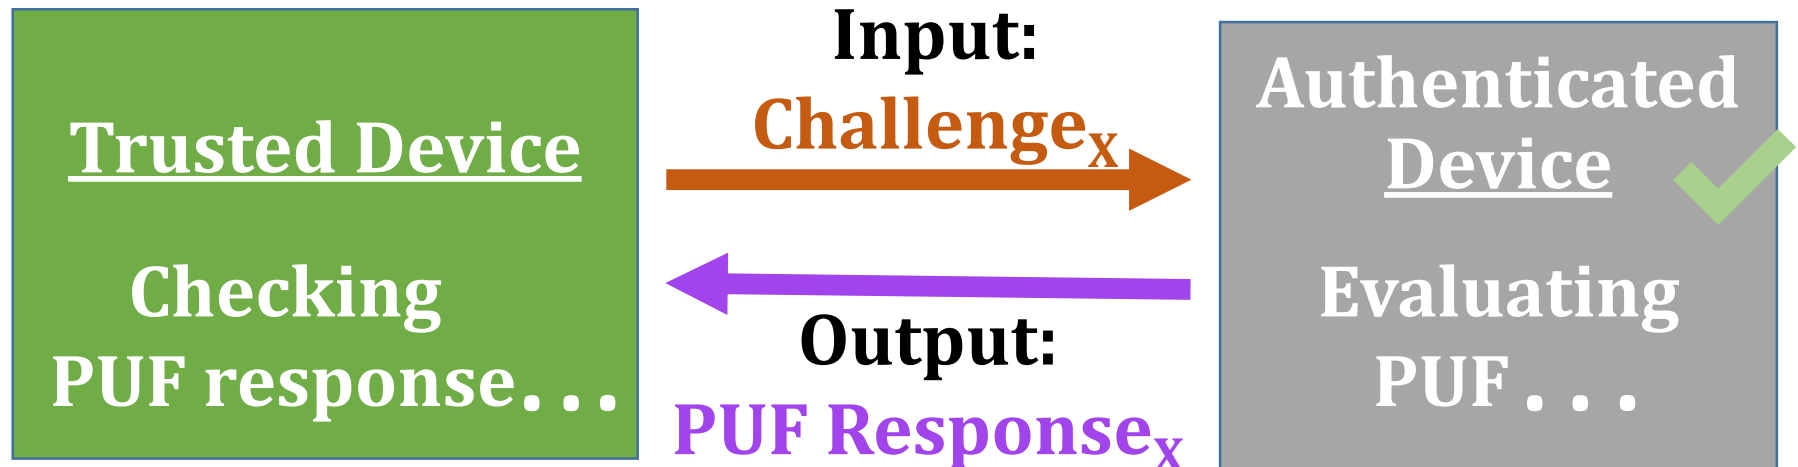 Trusted Device
Checking
PUF response...
Input:
Challengex
Output:
PUF Responsex
Authenticated
Device
Evaluating
PUF...